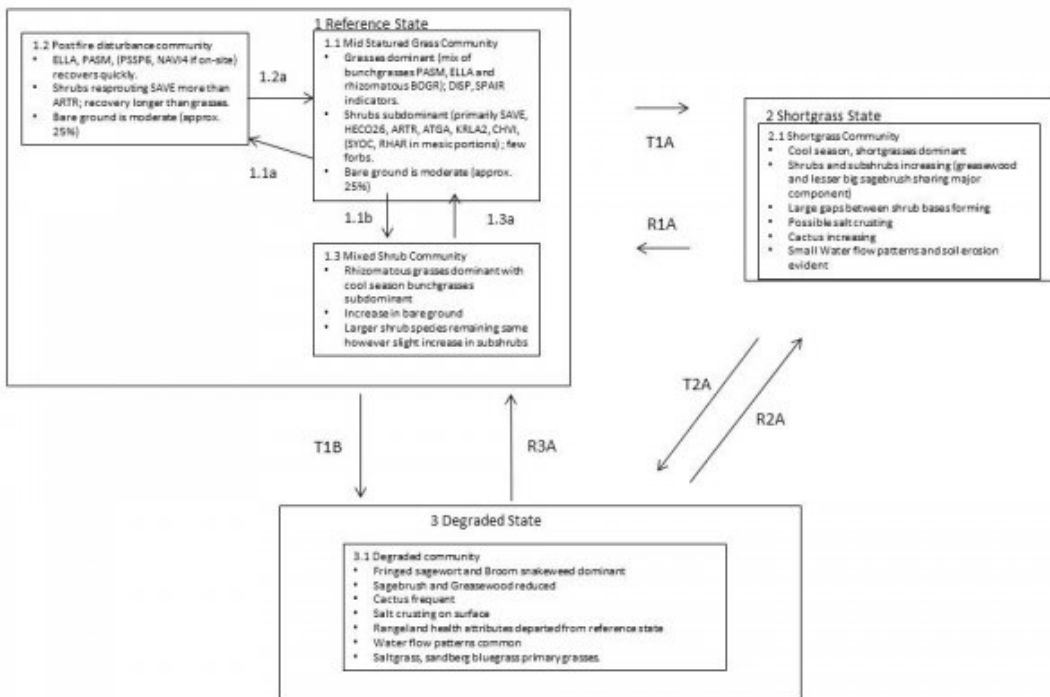 1 Reference State
1.2 Postfire disturbance community
• ELLA, PASM, (PSSP6, NAVI4 if on-site)
recovers quickly.
• Shrubs resprouting SAVE more than
ARTR; recovery longer than grasses.
• Bare ground is moderate (approx.
25%)
1.2a
1.1a
1.1 Mid Statured Grass Community
• Grasses dominant (mix of
bunchgrasses PASM, ELLA and
rhizomatous BOGR); DISP, SPAIR
indicators.
• Shrubs subdominant (primarily SAVE,
HECO26, ARTR, ATGA, KRLA2, CHVI,
(SYOC, RHAR in mesic portions); few
forbs.
• Bare ground is moderate (approx.
25%)
1.1b
1.3a
1.3 Mixed Shrub Community
• Rhizomatous grasses dominant with
cool season bunchgrasses
subdominant
• Increase in bare ground
• Larger shrub species remaining same
however slight increase in subshrubs
T1A
R1A
2 Shortgrass State
2.1 Shortgrass Community
• Cool season, shortgrasses dominant
• Shrubs and subshrubs increasing (greasewood
and lesser big sagebrush sharing major
component)
• Large gaps between shrub bases forming
• Possible salt crusting
• Cactus increasing
• Small Water flow patterns and soil erosion
evident
T2A
R2A
T1B
R3A
3 Degraded State
3.1 Degraded community
• Fringed sagewort and Broom snakeweed dominant
• Sagebrush and Greasewood reduced
• Cactus frequent
• Salt crusting on surface
• Rangeland health attributes departed from reference state
• Water flow patterns common
• Saltgrass, sandberg bluegrass primary grasses.